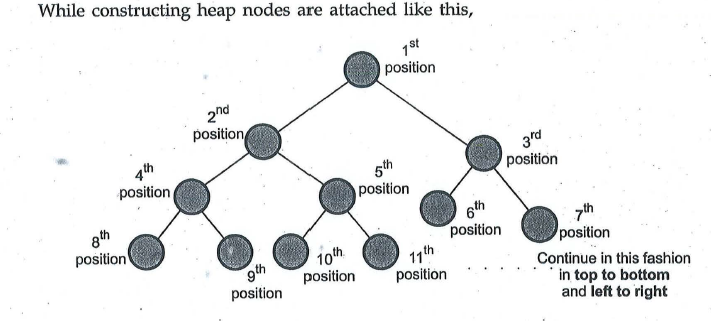 While constructing heap nodes are attached like this,
1st
position
2nd
position
3rd
position
4th
position
5th
position
6th
position
7th
position
8th
position
9th
position
10th
position
11th
position
. . . . . . . . Continue in this fashion
in top to bottom
and left to right